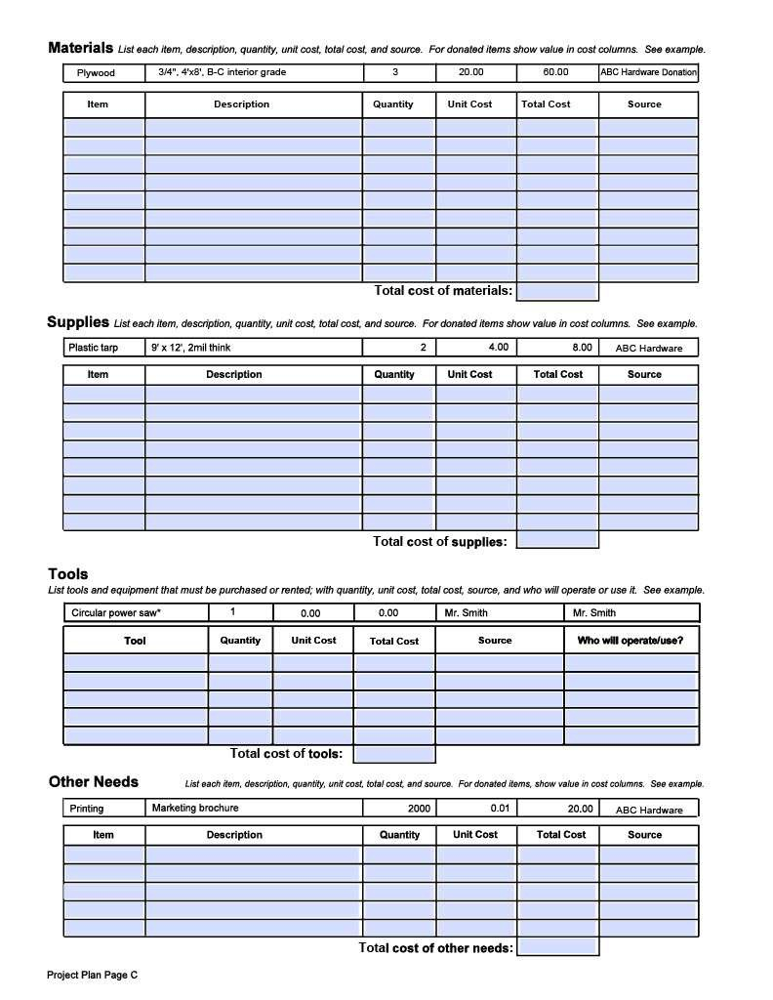 Materials List each item, description, quantity, unit cost, total cost, and source. For donated items show value in cost columns. See example.
Plywood 3/4", 4'x8', B-C interior grade 3 20.00 60.00 ABC Hardware Donation
Item Description Quantity Unit Cost Total Cost Source
Total cost of materials:
Supplies List each item, description, quantity, unit cost, total cost, and source. For donated items show value in cost columns. See example.
Plastic tarp 9' x 12', 2mil think 2 4.00 8.00 ABC Hardware
Item Description Quantity Unit Cost Total Cost Source
Total cost of supplies:
Tools
List tools and equipment that must be purchased or rented; with quantity, unit cost, total cost, source, and who will operate or use it. See example.
Circular power saw* 1 0.00 0.00 Mr. Smith Mr. Smith
Tool Quantity Unit Cost Total Cost Source Who will operate/use?
Total cost of tools:
Other Needs List each item, description, quantity, unit cost, total cost, and source. For donated items, show value in cost columns. See example.
Printing Marketing brochure 2000 0.01 20.00 ABC Hardware
Item Description Quantity Unit Cost Total Cost Source
Total cost of other needs:
Project Plan Page C